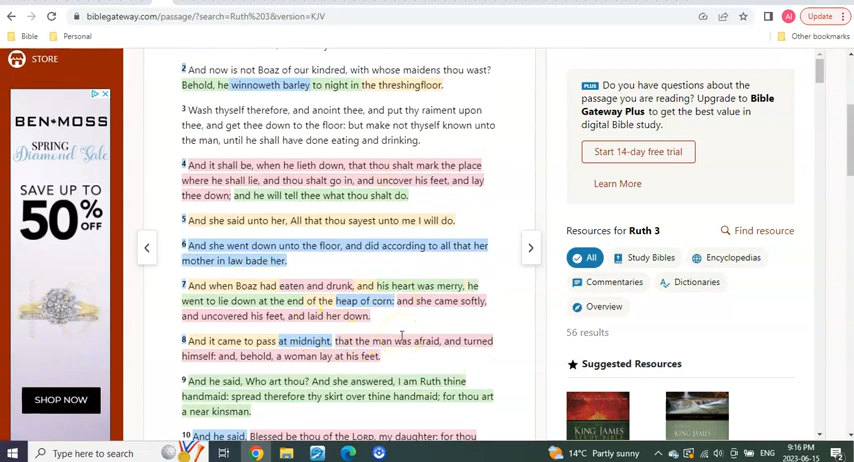 biblegateway.com/passage/?search=Ruth%203&version=KJV
AI
Update
Bible
Personal
Other bookmarks
STORE
BEN•MOSS
SPRING
Diamond Sale
SAVE UP TO
50%
OFF
SHOP NOW
2 And now is not Boaz of our kindred, with whose maidens thou wast?
Behold, he winnoweth barley to night in the threshingfloor.
3 Wash thyself therefore, and anoint thee, and put thy raiment upon
thee, and get thee down to the floor: but make not thyself known unto
the man, until he shall have done eating and drinking.
4 And it shall be, when he lieth down, that thou shalt mark the place
where he shall lie, and thou shalt go in, and uncover his feet, and lay
thee down; and he will tell thee what thou shalt do.
5 And she said unto her, All that thou sayest unto me I will do.
6 And she went down unto the floor, and did according to all that her
mother in law bade her.
7 And when Boaz had eaten and drunk, and his heart was merry, he
went to lie down at the end of the heap of corn: and she came softly,
and uncovered his feet, and laid her down.
8 And it came to pass at midnight, that the man was afraid, and turned
himself: and, behold, a woman lay at his feet.
9 And he said, Who art thou? And she answered, I am Ruth thine
handmaid: spread therefore thy skirt over thine handmaid; for thou art
a near kinsman.
10 And he said, Blessed be thou of the Lord, my daughter: for thou
PLUS Do you have questions about the
passage you are reading? Upgrade to Bible
Gateway Plus to get the best value in
digital Bible study.
Start 14-day free trial
Learn More
Resources for Ruth 3
Find resource
All
Study Bibles
Encyclopedias
Commentaries
Dictionaries
Overview
56 results
Suggested Resources
KING JAMES
STUDY BIBLE
KING JAMES
Type here to search
14°C Partly sunny
ENG
9:16 PM
2023-06-15
2